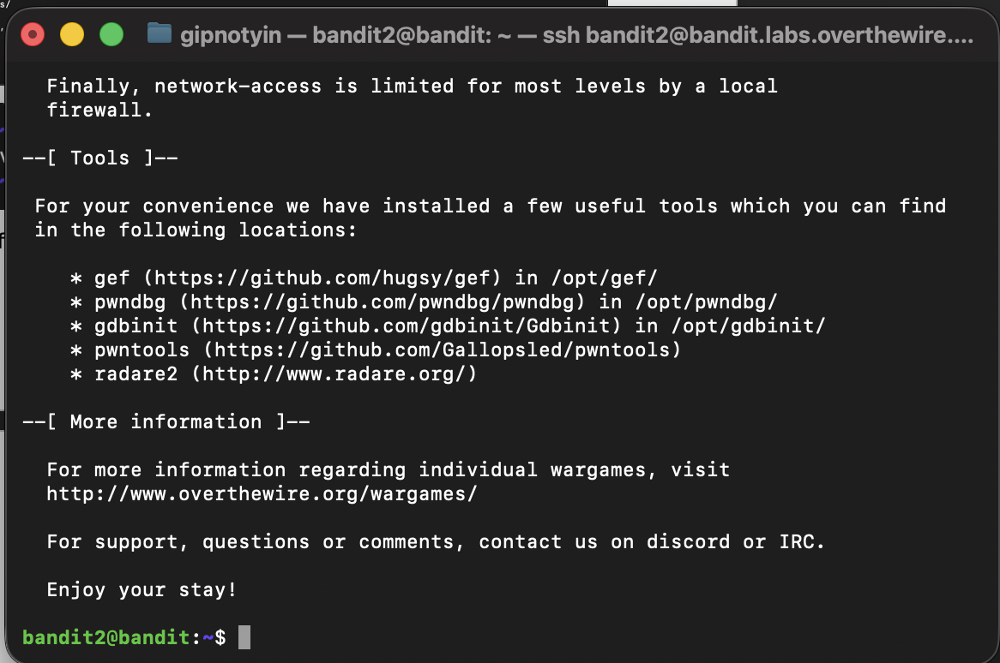 s/
gipnotyin — bandit2@bandit: ~ — ssh bandit2@bandit.labs.overthewire....
Finally, network-access is limited for most levels by a local
firewall.
--[ Tools ]--
For your convenience we have installed a few useful tools which you can find
in the following locations:
* gef (https://github.com/hugsy/gef) in /opt/gef/
* pwndbg (https://github.com/pwndbg/pwndbg) in /opt/pwndbg/
* gdbinit (https://github.com/gdbinit/Gdbinit) in /opt/gdbinit/
* pwntools (https://github.com/Gallopsled/pwntools)
* radare2 (http://www.radare.org/)
--[ More information ]--
For more information regarding individual wargames, visit
http://www.overthewire.org/wargames/
For support, questions or comments, contact us on discord or IRC.
Enjoy your stay!
bandit2@bandit:~$